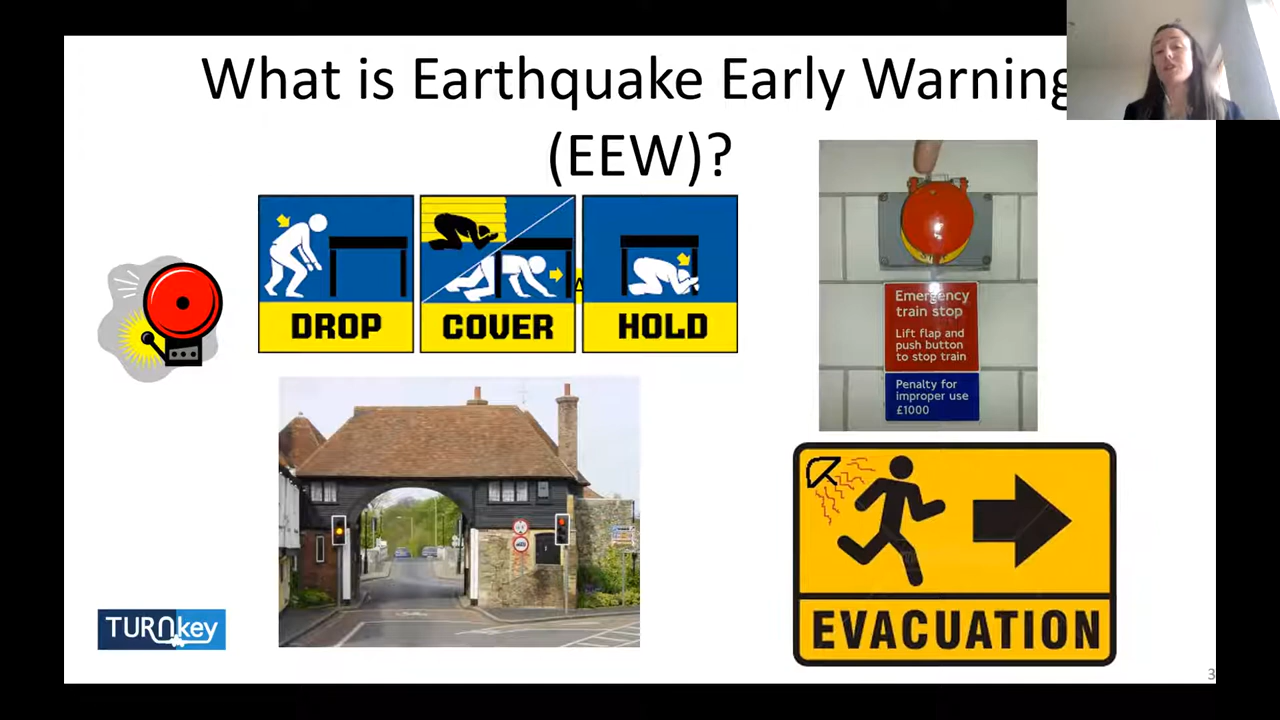 What is Earthquake Early Warning
(EEW)?
DROP
COVER
HOLD
Emergency
train stop
Lift flap and
push button
to stop train
Penalty for
improper use
£1000
EVACUATION
TURNkey
3